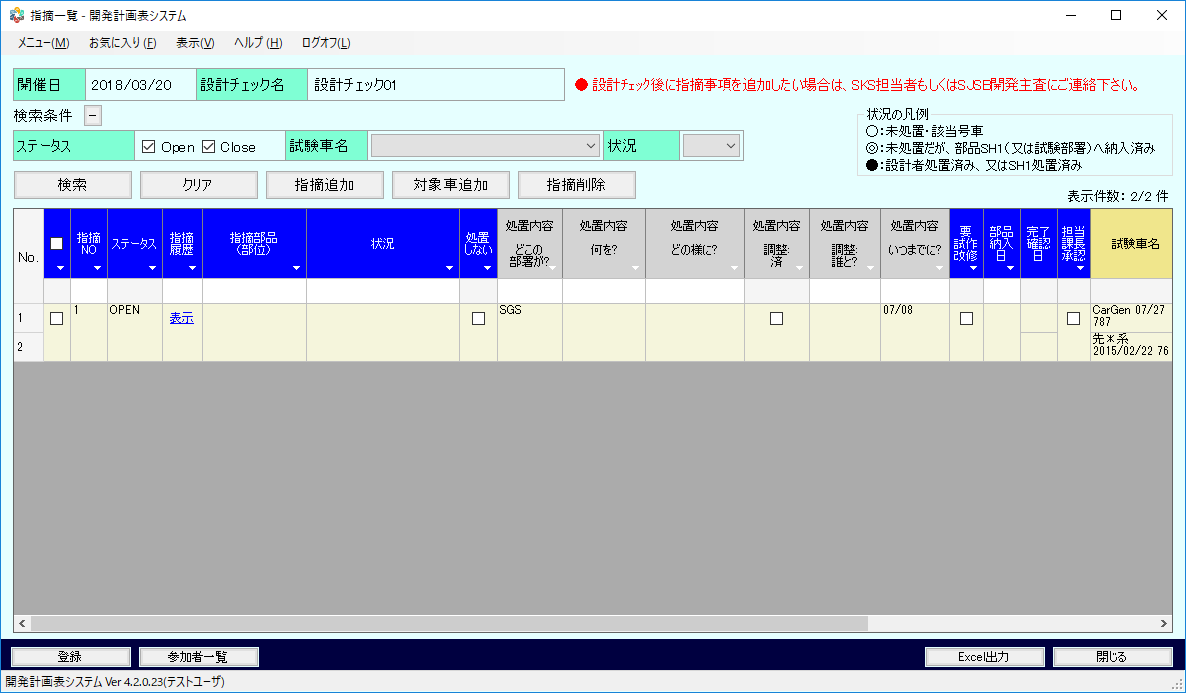 指摘一覧 - 開発計画表システム
メニュー(M) お気に入り(F) 表示(V) ヘルプ(H) ログオフ(L)
開催日 2018/03/20 設計チェック名 設計チェック01
●設計チェック後に指摘事項を追加したい場合は、SKS担当者もしくはSJSB開発主査にご連絡下さい。
検索条件 −
状況の凡例
○:未処置・該当号車
◎:未処置だが、部品SH1(又は試験部署)へ納入済み
●:設計者処置済み、又はSH1処置済み
ステータス Open Close 試験車名 状況
検索 クリア 指摘追加 対象車追加 指摘削除
表示件数: 2/2 件
No. 指摘NO ステータス 指摘履歴 指摘部品(部位) 状況 処置しない 処置内容 どこの部署が? 処置内容 何を? 処置内容 どの様に? 処置内容 調整:済 処置内容 調整:誰と? 処置内容 いつまでに? 要試作改修 部品納入日 完了確認日 担当課長承認 試験車名
1 1 OPEN 表示 SGS 07/08 CarGen 07/27 787
2 先*系 2015/02/22 76
登録 参加者一覧 Excel出力 閉じる
開発計画表システム Ver 4.2.0.23(テストユーザ)